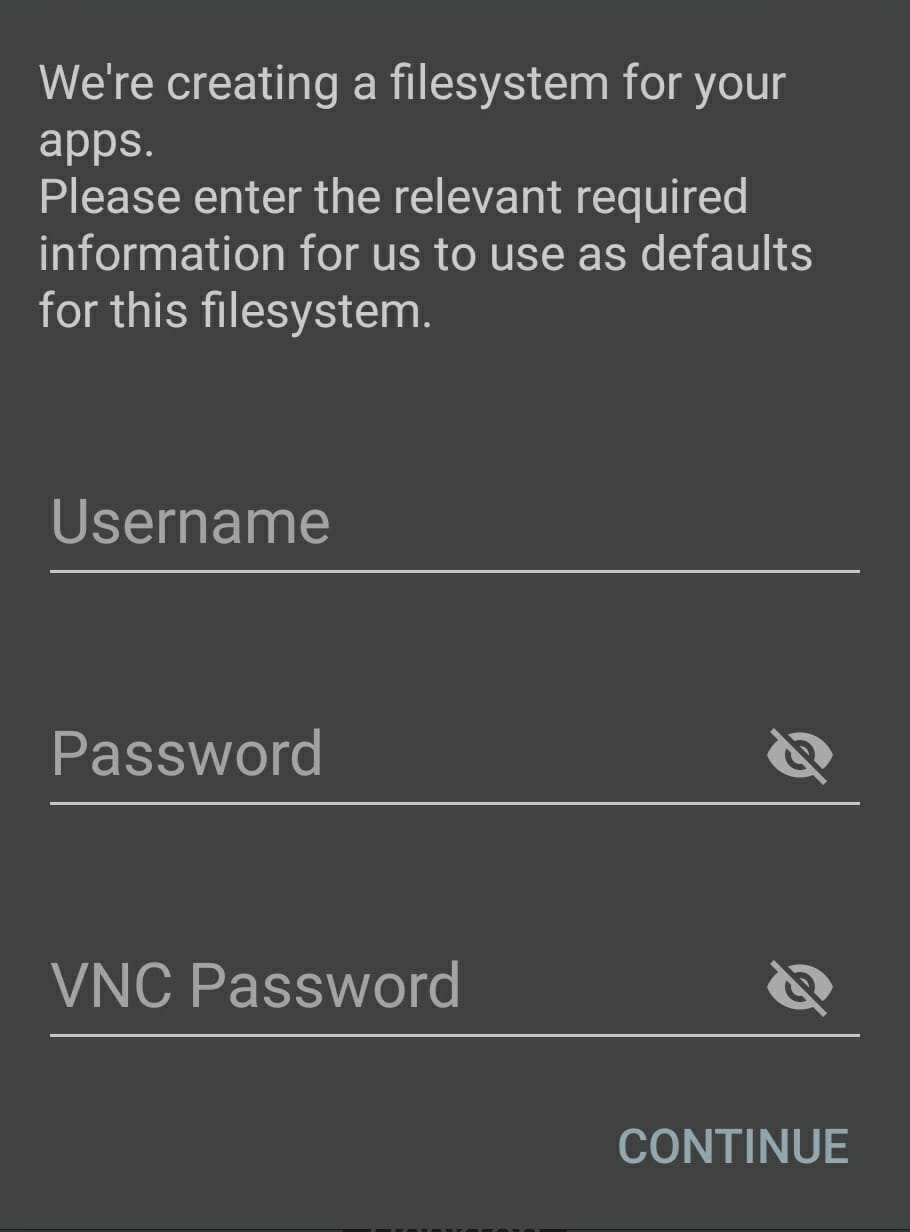 We're creating a filesystem for your
apps.
Please enter the relevant required
information for us to use as defaults
for this filesystem.
Username
Password
VNC Password
CONTINUE